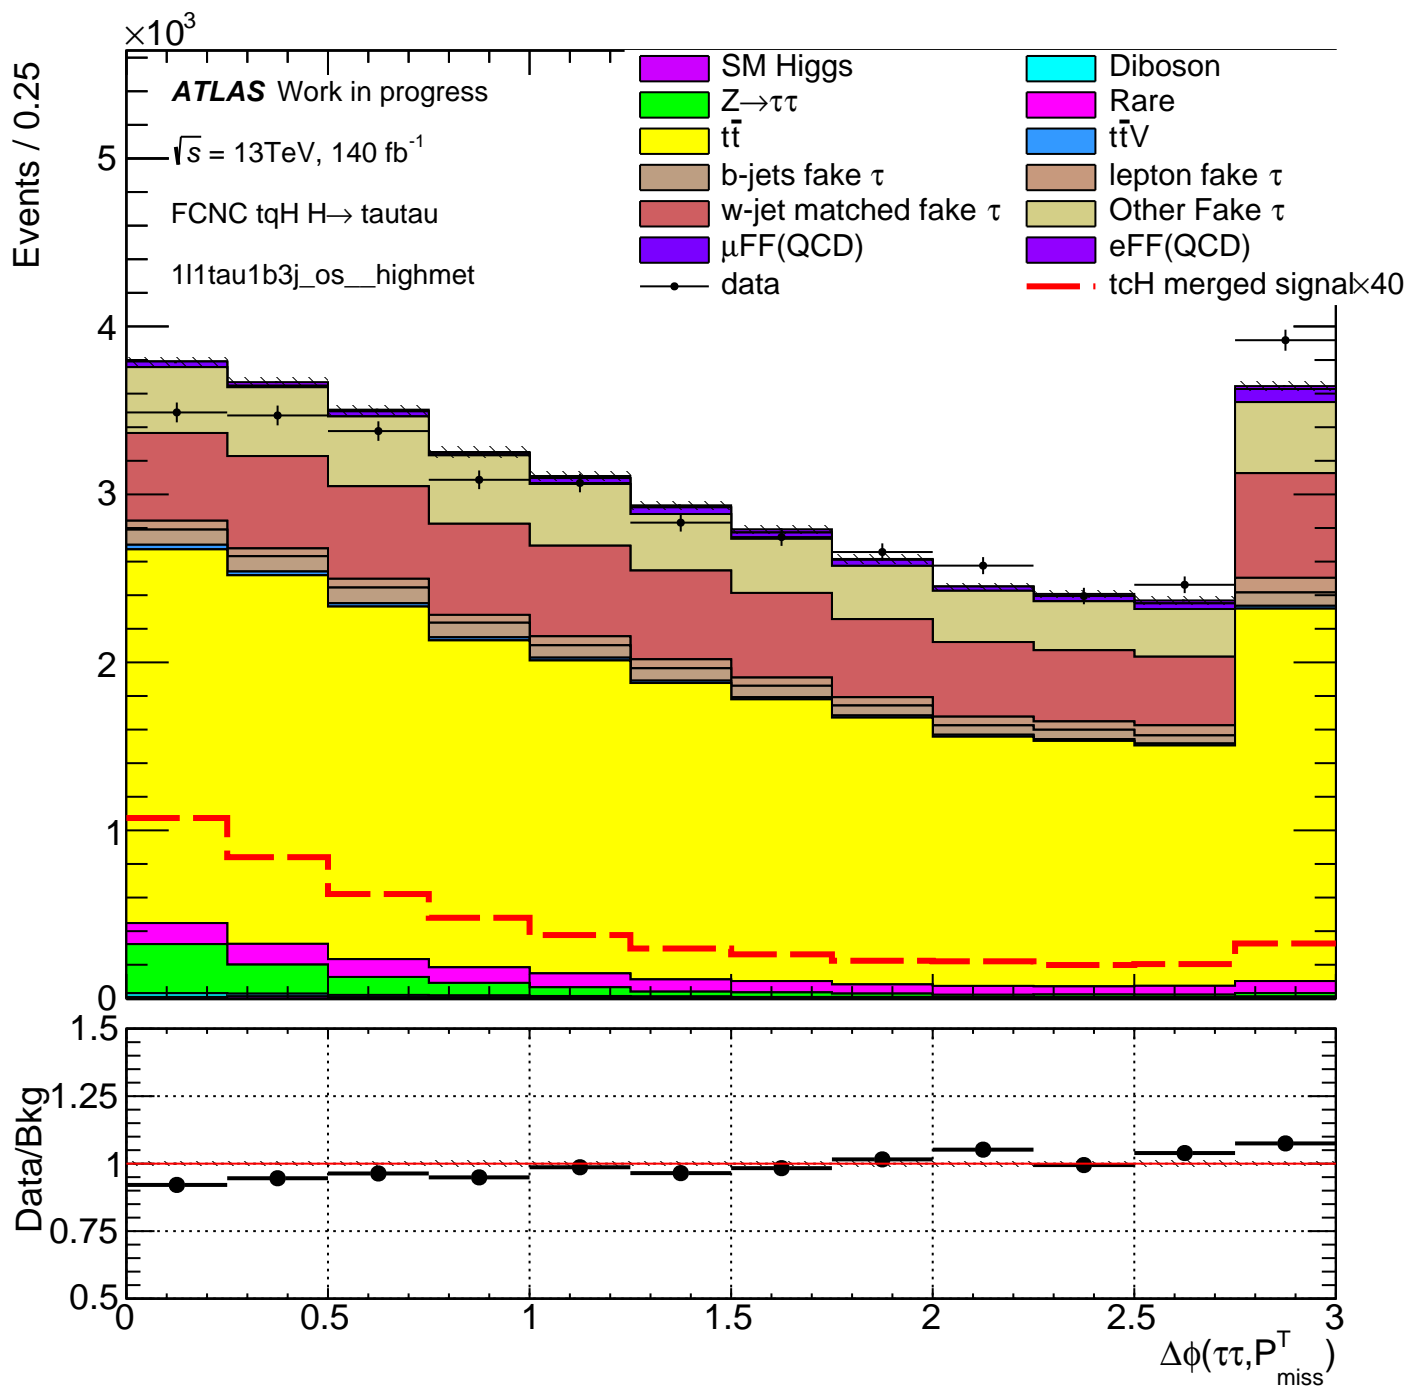 ×10³
Events / 0.25
ATLAS Work in progress
√s = 13TeV, 140 fb⁻¹
FCNC tqH H→ tautau
1l1tau1b3j_os__highmet
SM Higgs
Z→ττ
tt̄
b-jets fake τ
w-jet matched fake τ
μFF(QCD)
data
Diboson
Rare
tt̄V
lepton fake τ
Other Fake τ
eFF(QCD)
tcH merged signal×40
5
4
3
2
1
0
Data/Bkg
1.5
1.25
1
0.75
0.5
0 0.5 1 1.5 2 2.5 3
Δφ(ττ,P^T_miss)